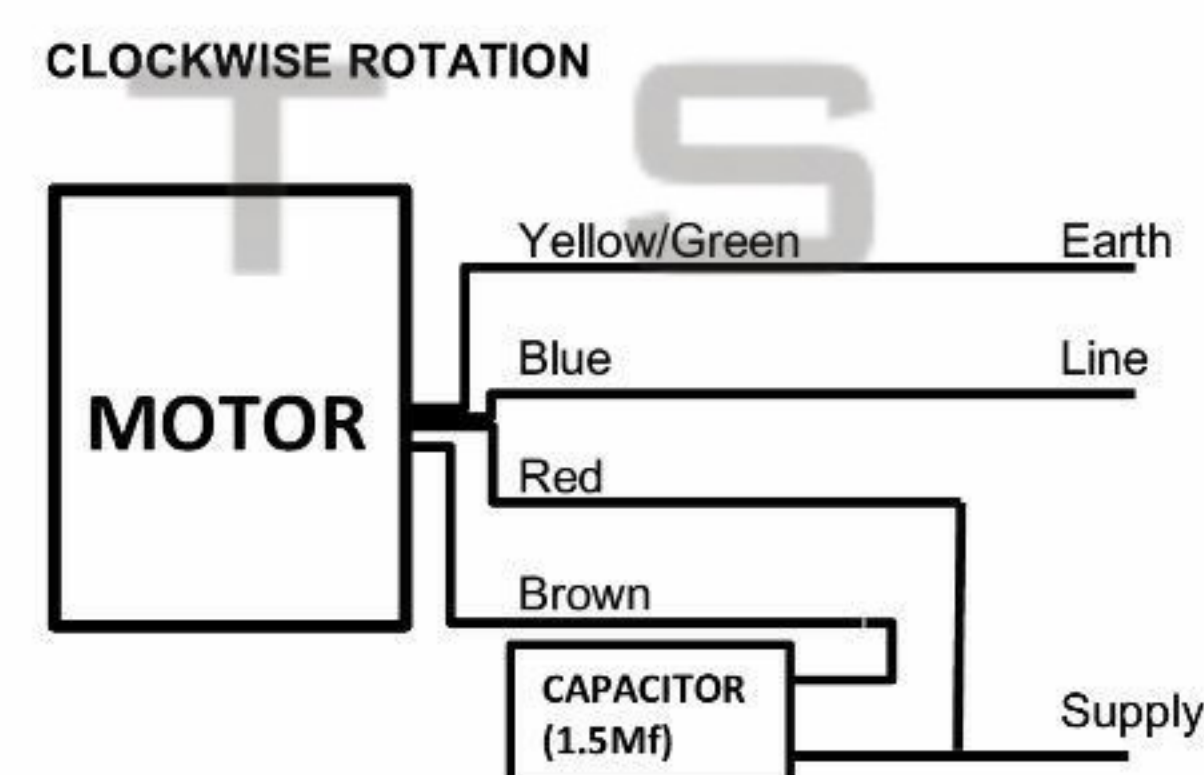 CLOCKWISE ROTATION
T S
Yellow/Green Earth
Blue Line
MOTOR
Red
Brown
CAPACITOR
(1.5Mf)
Supply